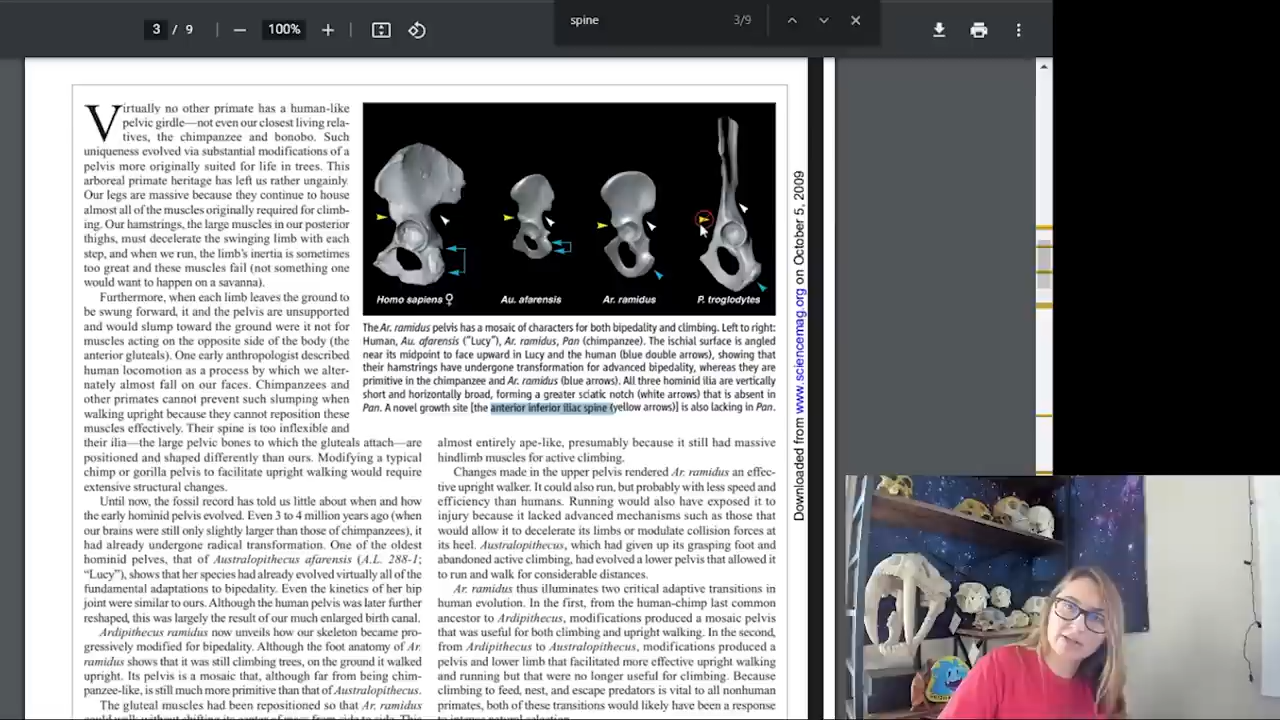 spine 3/9
3 / 9 100%
Virtually no other primate has a human-like
pelvic girdle—not even our closest living rela-
tives, the chimpanzee and bonobo. Such
uniqueness evolved via substantial modifications of a
pelvis more originally suited for life in trees. This
arboreal primate heritage has left us rather ungainly.
Our legs are massive because they continue to house
almost all of the muscles originally required for climb-
ing. Our hamstrings, the large muscles in our posterior
thighs, must decelerate the swinging limb with each
step, and when we run, the limb's inertia is sometimes
too great and these muscles fail (not something one
would want to happen on a savanna).
Furthermore, when each limb leaves the ground to
be swung forward, it and the pelvis are unsupported
and would slump toward the ground were it not for
muscles acting on the opposite side of the body (the
anterior gluteals). One early anthropologist described
human locomotion as a process by which we alter-
nately almost fall on our faces. Chimpanzees and
other primates cannot prevent such slumping when
walking upright because they cannot reposition these
muscles effectively. Their spine is too inflexible and
their ilia—the large pelvic bones to which the gluteals attach—are
positioned and shaped differently than ours. Modifying a typical
chimp or gorilla pelvis to facilitate upright walking would require
extensive structural changes.
Until now, the fossil record has told us little about when and how
the early hominid pelvis evolved. Even 3 to 4 million years ago (when
our brains were still only slightly larger than those of chimpanzees), it
had already undergone radical transformation. One of the oldest
hominid pelves, that of Australopithecus afarensis (A.L. 288-1;
"Lucy"), shows that her species had already evolved virtually all of the
fundamental adaptations to bipedality. Even the kinetics of her hip
joint were similar to ours. Although the human pelvis was later further
reshaped, this was largely the result of our much enlarged birth canal.
Ardipithecus ramidus now unveils how our skeleton became pro-
gressively modified for bipedality. Although the foot anatomy of Ar.
ramidus shows that it was still climbing trees, on the ground it walked
upright. Its pelvis is a mosaic that, although far from being chim-
panzee-like, is still much more primitive than that of Australopithecus.
The gluteal muscles had been repositioned so that Ar. ramidus
could walk without shifting its center of mass from side to side. This
Homo sapiens ♀ Au. afarensis Ar. ramidus P. troglodytes
The Ar. ramidus pelvis has a mosaic of characters for both bipedality and climbing. Left to right:
Human, Au. afarensis ("Lucy"), Ar. ramidus, Pan (chimpanzee). The ischial surface is angled
near its midpoint to face upward in Lucy and the human (blue double arrows), showing that
their hamstrings have undergone transformation for advanced bipedality, whereas they are
primitive in the chimpanzee and Ar. ramidus (blue arrows). All three hominid ilia are vertically
short and horizontally broad, forming a greater sciatic notch (white arrows) that is absent in
Pan. A novel growth site [the anterior inferior iliac spine (yellow arrows)] is also lacking in Pan.
almost entirely ape-like, presumably because it still had massive
hindlimb muscles for active climbing.
Changes made in the upper pelvis rendered Ar. ramidus an effec-
tive upright walker. It could also run, but probably with less speed and
efficiency than humans. Running would also have exposed it to
injury because it lacked advanced mechanisms such as those that
would allow it to decelerate its limbs or modulate collision forces at
its heel. Australopithecus, which had given up its grasping foot and
abandoned active climbing, had evolved a lower pelvis that allowed it
to run and walk for considerable distances.
Ar. ramidus thus illuminates two critical adaptive transitions in
human evolution. In the first, from the human-chimp last common
ancestor to Ardipithecus, modifications produced a mosaic pelvis
that was useful for both climbing and upright walking. In the second,
from Ardipithecus to Australopithecus, modifications produced a
pelvis and lower limb that facilitated more effective upright walking
and running but that were no longer useful for climbing. Because
climbing to feed, nest, and escape predators is vital to all nonhuman
primates, both of these transitions would likely have been a response
to intense natural selection.
Downloaded from www.sciencemag.org on October 5, 2009